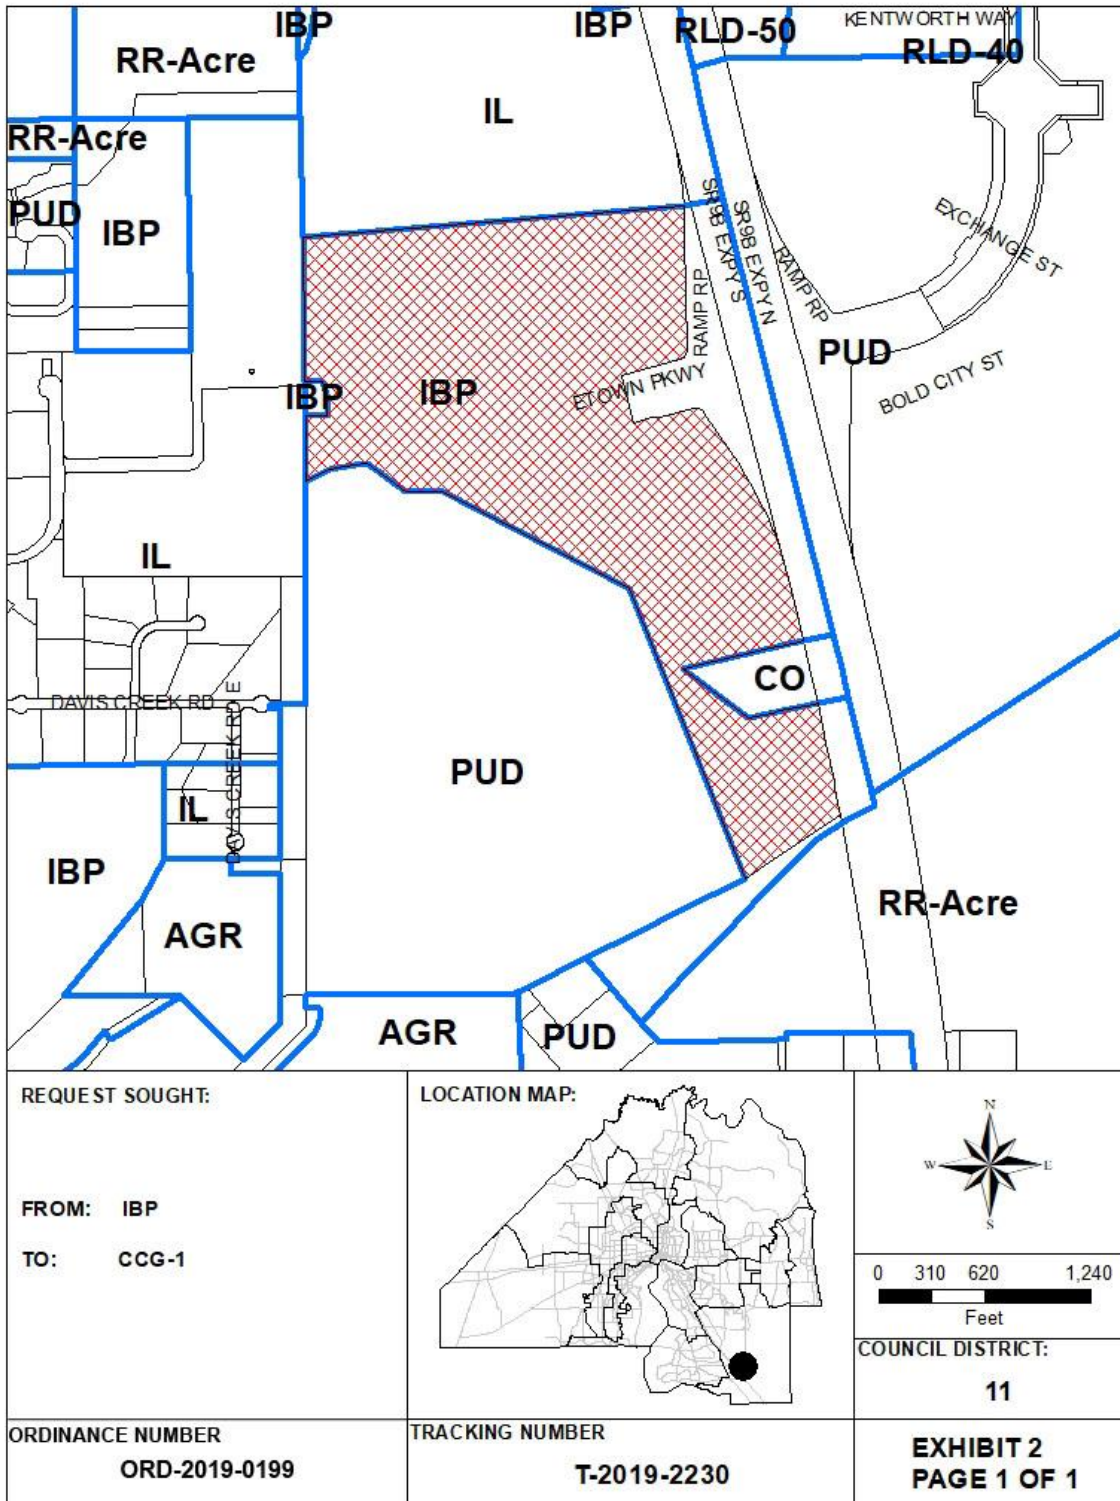 IBP
IBP
RLD-50
KENTWORTH WAY
RR-Acre
RLD-40
IL
RR-Acre
PUD
IBP
SR9B EXPY S
SR9B EXPY N
EXCHANGE ST
RAMP RP
RAMP RP
PUD
IBP
IBP
ETOWN PKWY
BOLD CITY ST
IL
CO
DAVIS CREEK RD
DAVIS CREEK RD E
PUD
IL
IBP
RR-Acre
AGR
AGR
PUD
REQUEST SOUGHT:
FROM: IBP
TO: CCG-1
LOCATION MAP:
N
W E
S
0 310 620 1,240
Feet
COUNCIL DISTRICT:
11
ORDINANCE NUMBER
ORD-2019-0199
TRACKING NUMBER
T-2019-2230
EXHIBIT 2
PAGE 1 OF 1